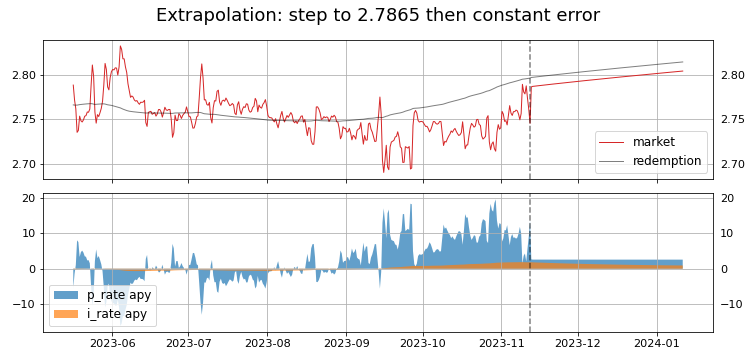 Extrapolation: step to 2.7865 then constant error
2.80 2.80
2.75 2.75
2.70 2.70
market
redemption
20 20
10 10
0 0
−10 −10
p_rate apy
i_rate apy
2023-06 2023-07 2023-08 2023-09 2023-10 2023-11 2023-12 2024-01